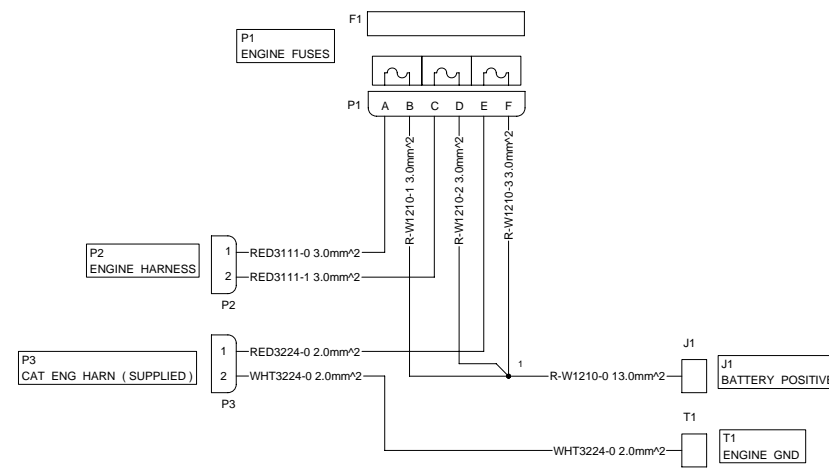 F1
P1
ENGINE FUSES
P1
A B C D E F
R-W1210-1 3.0mm^2
R-W1210-2 3.0mm^2
R-W1210-3 3.0mm^2
P2
ENGINE HARNESS
1
RED3111-0 3.0mm^2
2
RED3111-1 3.0mm^2
P2
P3
CAT ENG HARN (SUPPLIED)
1
RED3224-0 2.0mm^2
2
WHT3224-0 2.0mm^2
P3
1
R-W1210-0 13.0mm^2
J1
J1
BATTERY POSITIVE
T1
WHT3224-0 2.0mm^2
T1
ENGINE GND